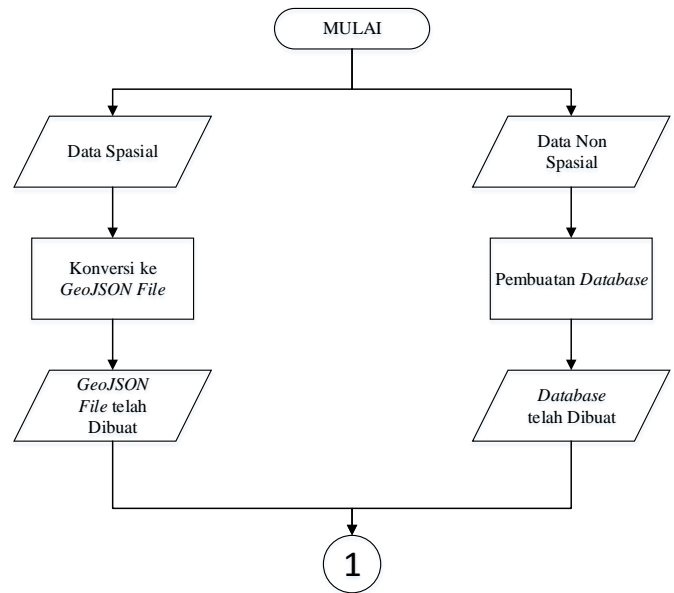 MULAI
Data Spasial
Data Non
Spasial
Konversi ke
GeoJSON File
Pembuatan Database
GeoJSON
File telah
Dibuat
Database
telah Dibuat
1